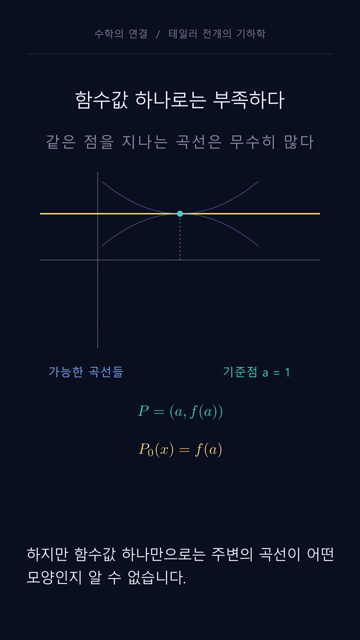 수학의 연결 / 테일러 전개의 기하학
함수값 하나로는 부족하다
같은 점을 지나는 곡선은 무수히 많다
가능한 곡선들
기준점 a = 1
P = (a, f(a))
P₀(x) = f(a)
하지만 함수값 하나만으로는 주변의 곡선이 어떤
모양인지 알 수 없습니다.